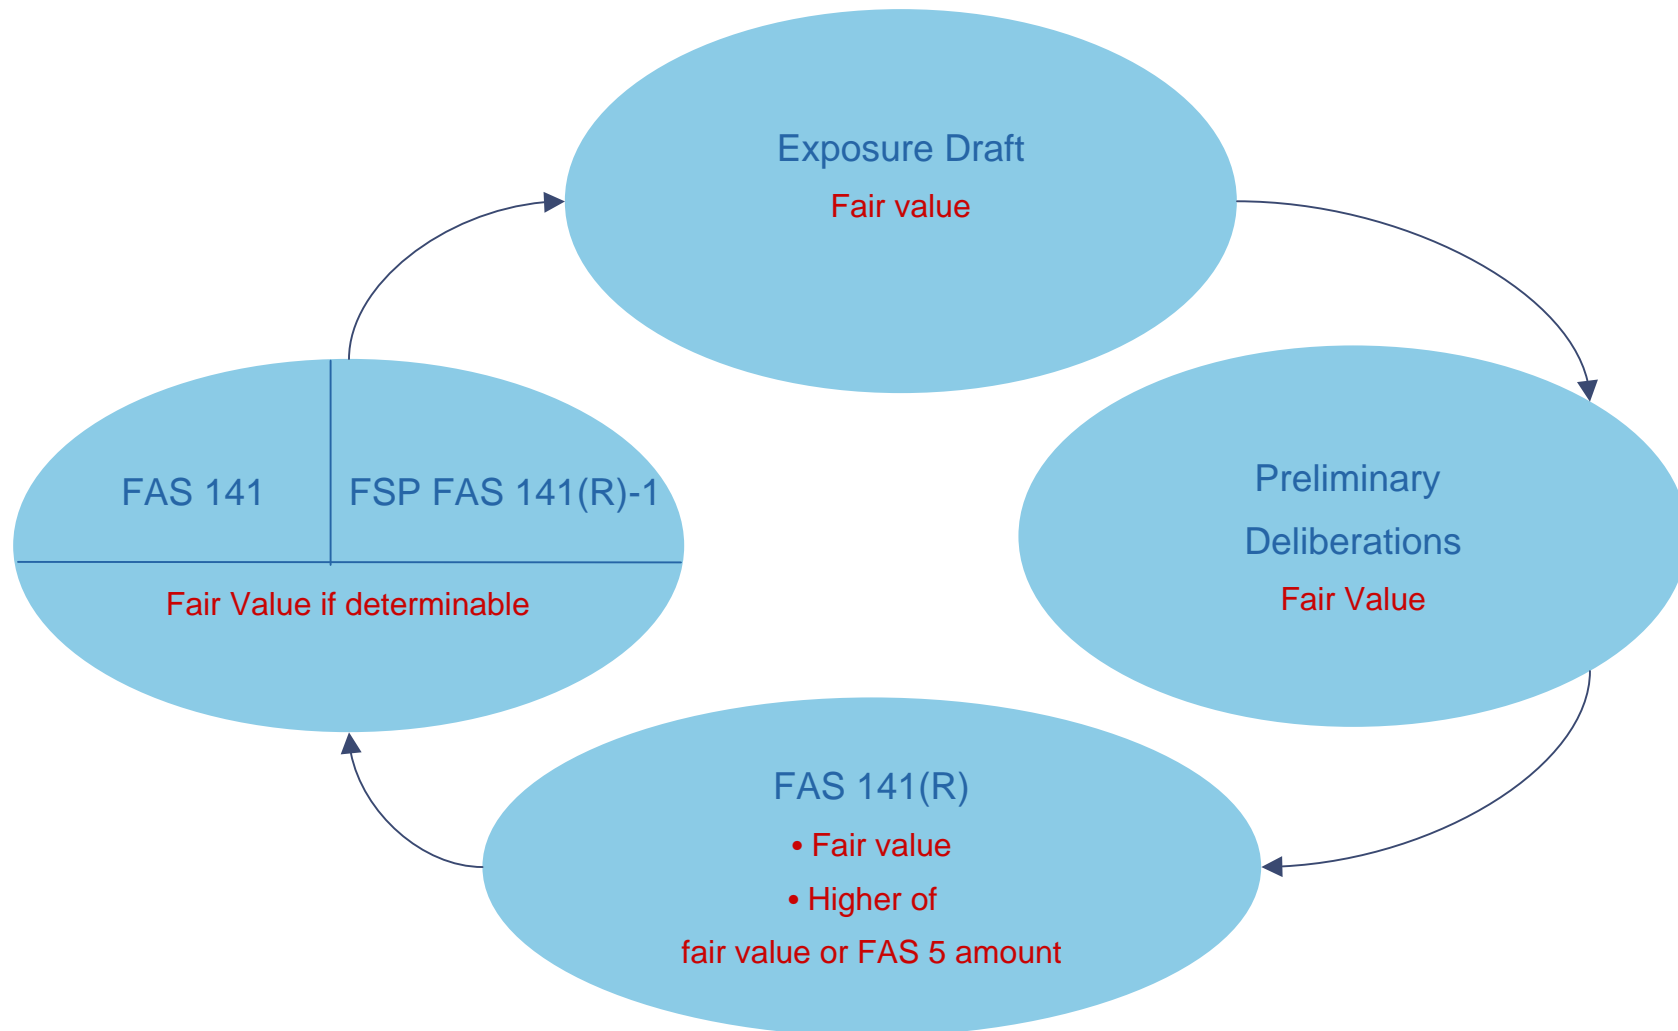 Exposure Draft
Fair value
FAS 141
FSP FAS 141(R)-1
Fair Value if determinable
Preliminary
Deliberations
Fair Value
FAS 141(R)
• Fair value
• Higher of
fair value or FAS 5 amount